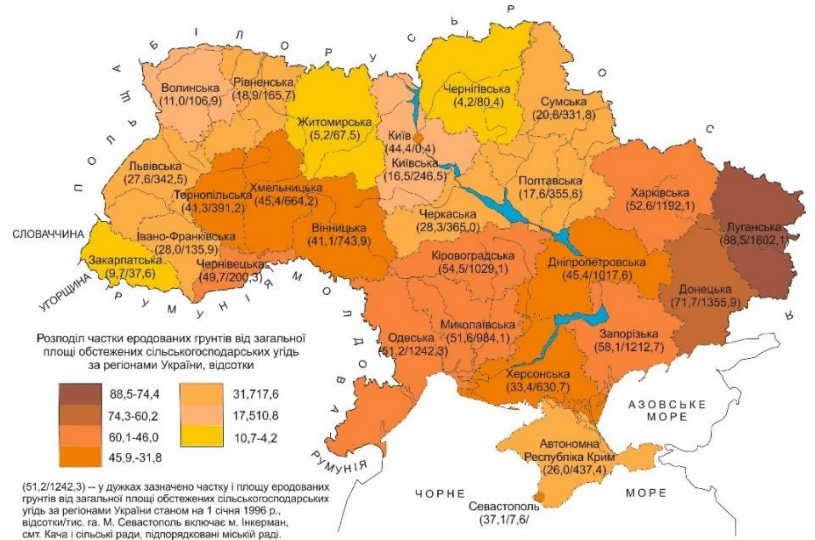 БІЛОРУСЬ
РОСІЯ
ПОЛЬЩА
СЛОВАЧЧИНА
УГОРЩИНА
РУМУНІЯ
МОЛДОВА
РУМУНІЯ
Волинська
(11,0/106,9)
Рівненська
(18,9/165,7)
Житомирська
(5,2/67,5)
Чернігівська
(4,2/80,4)
Сумська
(20,8/331,8)
Київ
(44,4/0,4)
Київська
(16,5/246,5)
Львівська
(27,6/342,5)
Тернопільська
(41,3/391,2)
Хмельницька
(45,4/664,2)
Вінницька
(41,1/743,9)
Черкаська
(28,3/365,0)
Полтавська
(17,6/355,6)
Харківська
(52,6/1192,1)
Луганська
(88,5/1602,1)
Івано-Франківська
(28,0/135,9)
Закарпатська
(9,7/37,6)
Чернівецька
(49,7/200,3)
Кіровоградська
(54,5/1029,1)
Дніпропетровська
(45,4/1017,6)
Донецька
(71,7/1355,9)
Одеська
(51,2/1242,3)
Миколаївська
(51,6/984,1)
Запорізька
(58,1/1212,7)
Херсонська
(33,4/630,7)
Автономна
Республіка Крим
(26,0/437,4)
Севастополь
(37,1/7,6/
АЗОВСЬКЕ
МОРЕ
ЧОРНЕ МОРЕ
Розподіл частки еродованих грунтів від загальної
площі обстежених сільськогосподарських угідь
за регіонами України, відсотки
88,5-74,4
74,3-60,2
60,1-46,0
45,9,-31,8
31,717,6
17,510,8
10,7-4,2
(51,2/1242,3) -- у дужках зазначено частку і площу еродованих
грунтів від загальної площі обстежених сільськогосподарських
угідь за регіонами України станом на 1 січня 1996 р.,
відсотки/тис. га. М. Севастополь включає м. Інкерман,
смт. Кача і сільські ради, підпорядковані міській раді.